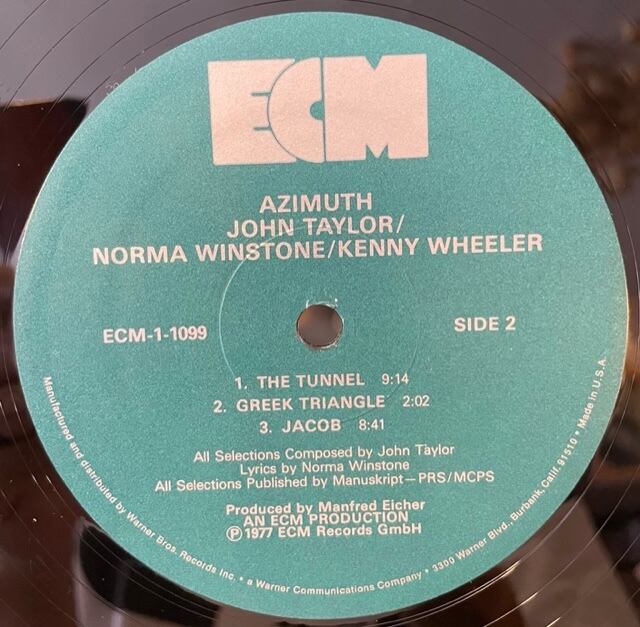 ECM
AZIMUTH
JOHN TAYLOR/
NORMA WINSTONE/KENNY WHEELER
ECM-1-1099
SIDE 2
1. THE TUNNEL 9:14
2. GREEK TRIANGLE 2:02
3. JACOB 8:41
All Selections Composed by John Taylor
Lyrics by Norma Winstone
All Selections Published by Manuskript—PRS/MCPS
Produced by Manfred Eicher
AN ECM PRODUCTION
℗ 1977 ECM Records GmbH
Manufactured and distributed by Warner Bros. Records Inc. • a Warner Communications Company • 3300 Warner Blvd., Burbank, Calif. 91510 • Made in U.S.A.